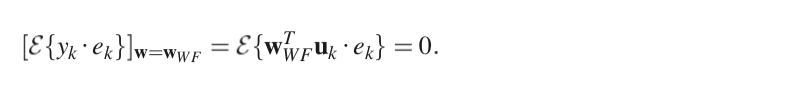 [ℰ{y_k · e_k}]_{𝐰=𝐰_{WF}} = ℰ{𝐰_{WF}^T 𝐮_k · e_k} = 0.